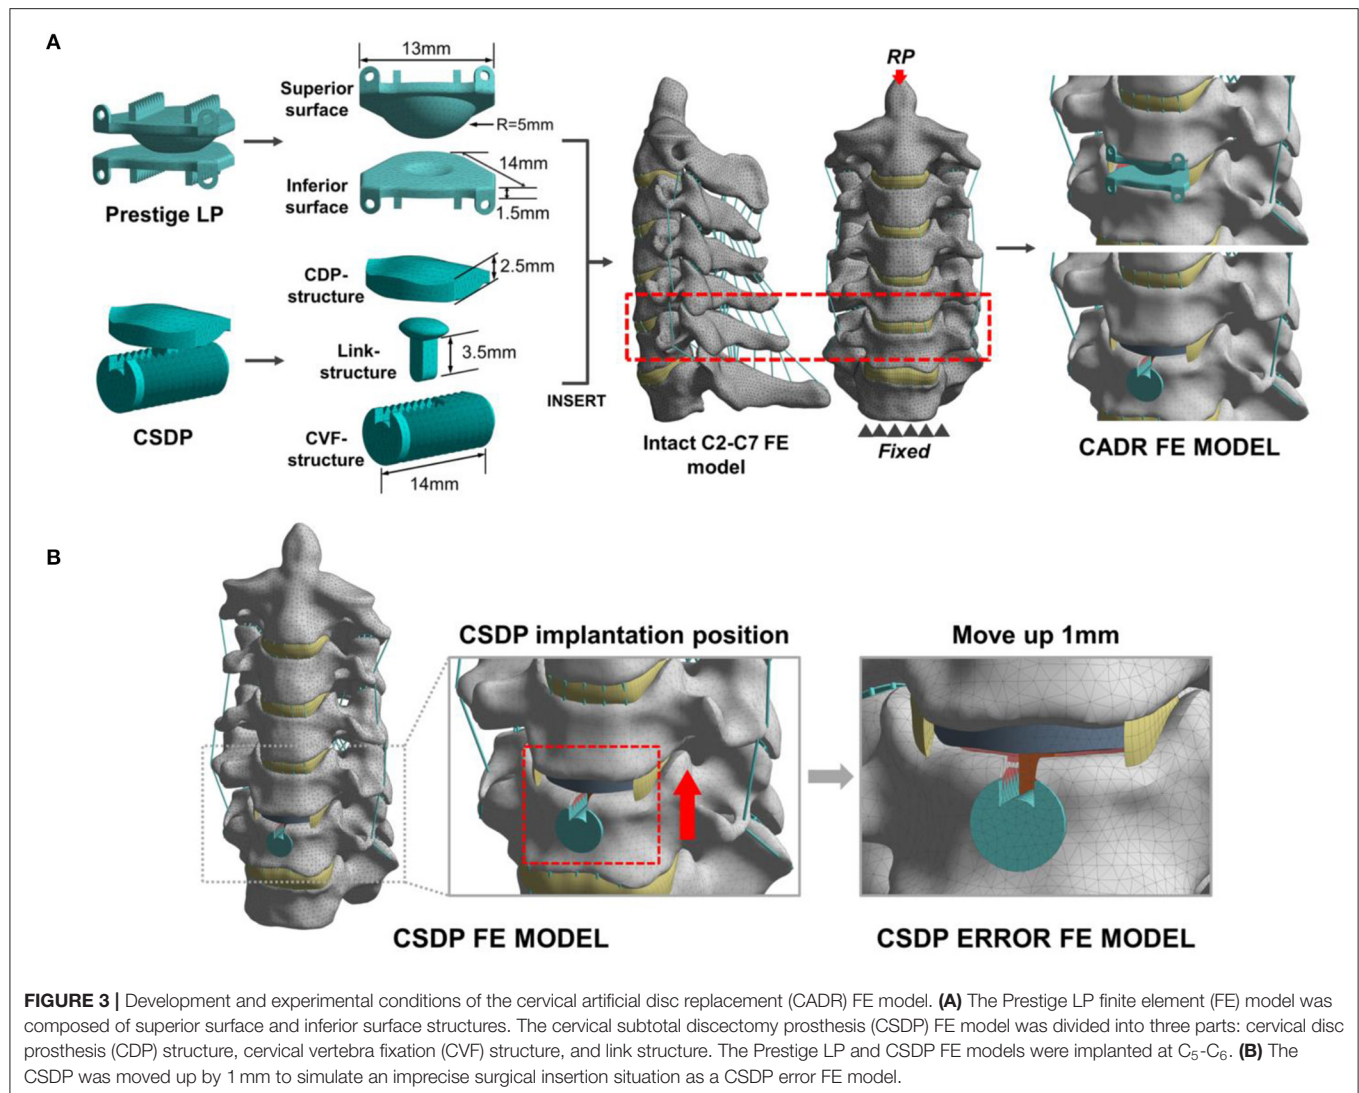 A
Prestige LP
CSDP
Superior
surface
13mm
R=5mm
Inferior
surface
14mm
1.5mm
CDP-
structure
2.5mm
Link-
structure
3.5mm
CVF-
structure
14mm
INSERT
Intact C2-C7 FE
model
RP
Fixed
CADR FE MODEL
B
CSDP implantation position
Move up 1mm
CSDP FE MODEL
CSDP ERROR FE MODEL
FIGURE 3 | Development and experimental conditions of the cervical artificial disc replacement (CADR) FE model. (A) The Prestige LP finite element (FE) model was
composed of superior surface and inferior surface structures. The cervical subtotal discectomy prosthesis (CSDP) FE model was divided into three parts: cervical disc
prosthesis (CDP) structure, cervical vertebra fixation (CVF) structure, and link structure. The Prestige LP and CSDP FE models were implanted at C5-C6. (B) The
CSDP was moved up by 1 mm to simulate an imprecise surgical insertion situation as a CSDP error FE model.